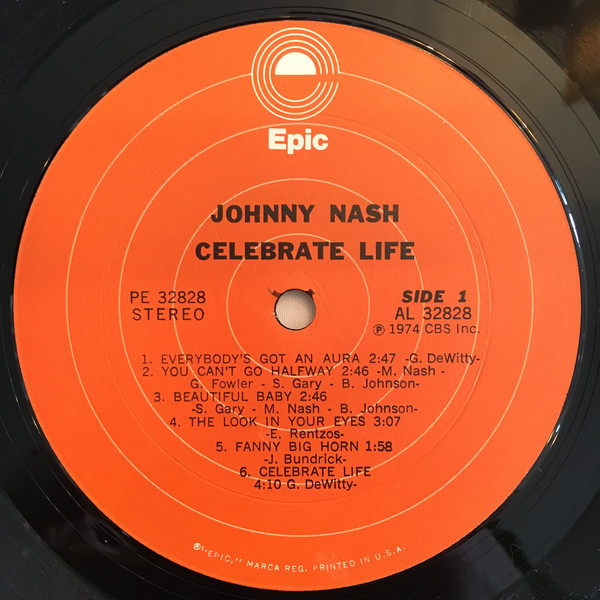 Epic
JOHNNY NASH
CELEBRATE LIFE
PE 32828
STEREO
SIDE 1
AL 32828
Ⓟ 1974 CBS Inc.
1. EVERYBODY'S GOT AN AURA 2:47 -G. DeWitty-
2. YOU CAN'T GO HALFWAY 2:46 -M. Nash -
G. Fowler - S. Gary - B. Johnson-
3. BEAUTIFUL BABY 2:46
-S. Gary - M. Nash - B. Johnson-
4. THE LOOK IN YOUR EYES 3:07
-E. Rentzos-
5. FANNY BIG HORN 1:58
-J. Bundrick-
6. CELEBRATE LIFE
4:10 G. DeWitty-
®"EPIC," MARCA REG. PRINTED IN U.S.A.